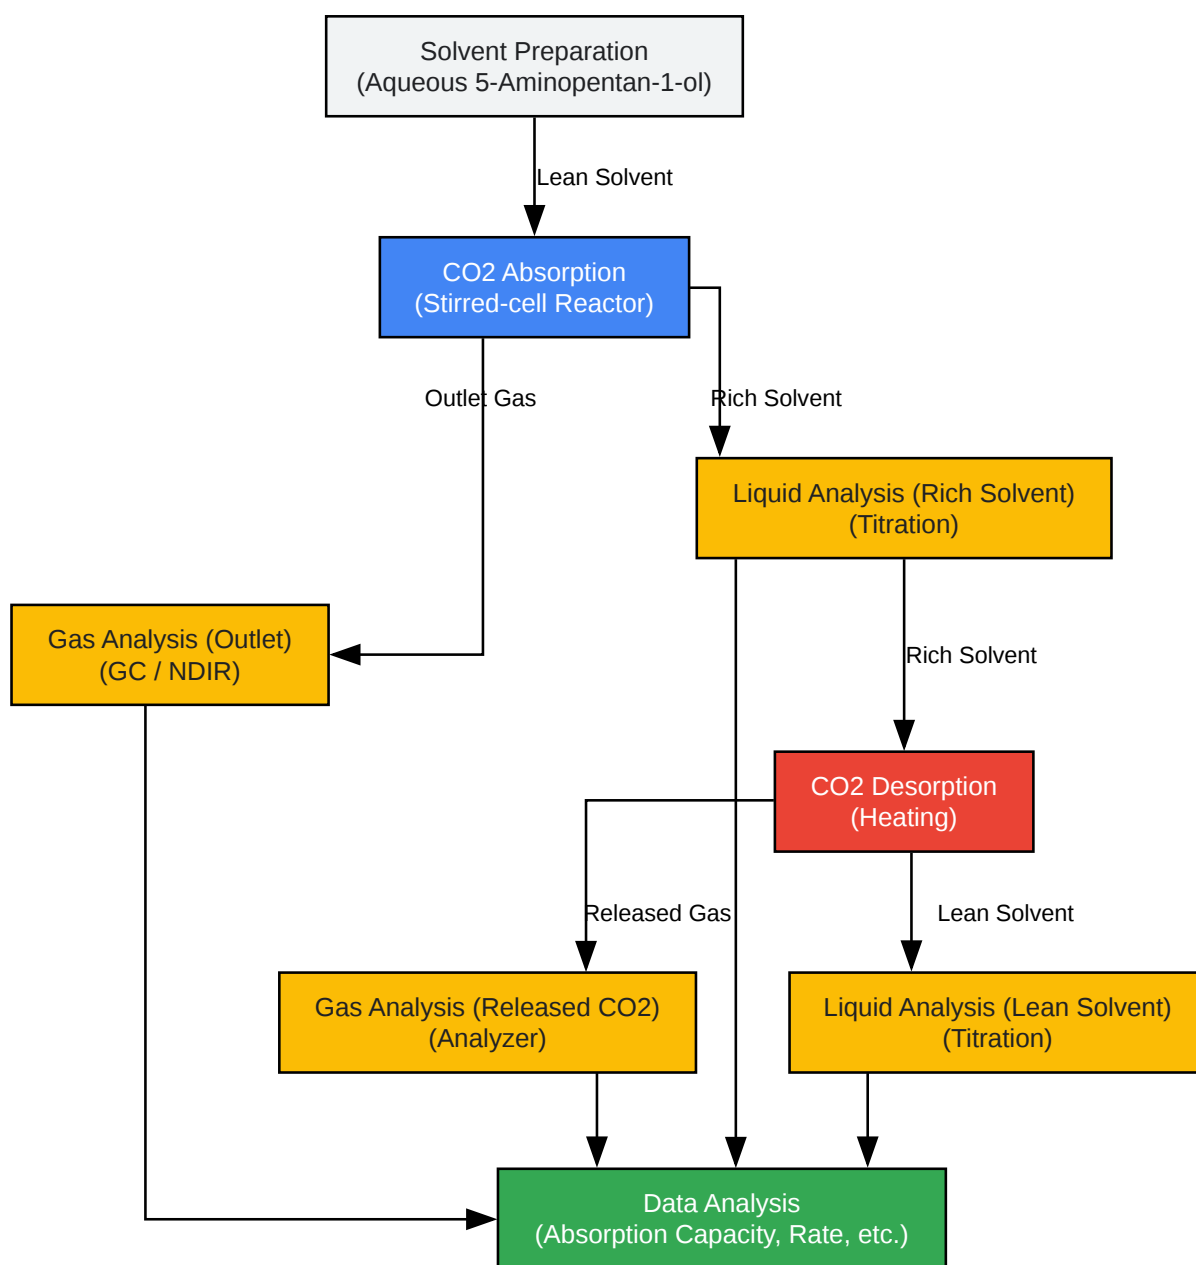 Solvent Preparation
(Aqueous 5-Aminopentan-1-ol)
Lean Solvent
CO2 Absorption
(Stirred-cell Reactor)
Outlet Gas
Rich Solvent
Liquid Analysis (Rich Solvent)
(Titration)
Gas Analysis (Outlet)
(GC / NDIR)
Rich Solvent
CO2 Desorption
(Heating)
Released Gas
Lean Solvent
Gas Analysis (Released CO2)
(Analyzer)
Liquid Analysis (Lean Solvent)
(Titration)
Data Analysis
(Absorption Capacity, Rate, etc.)